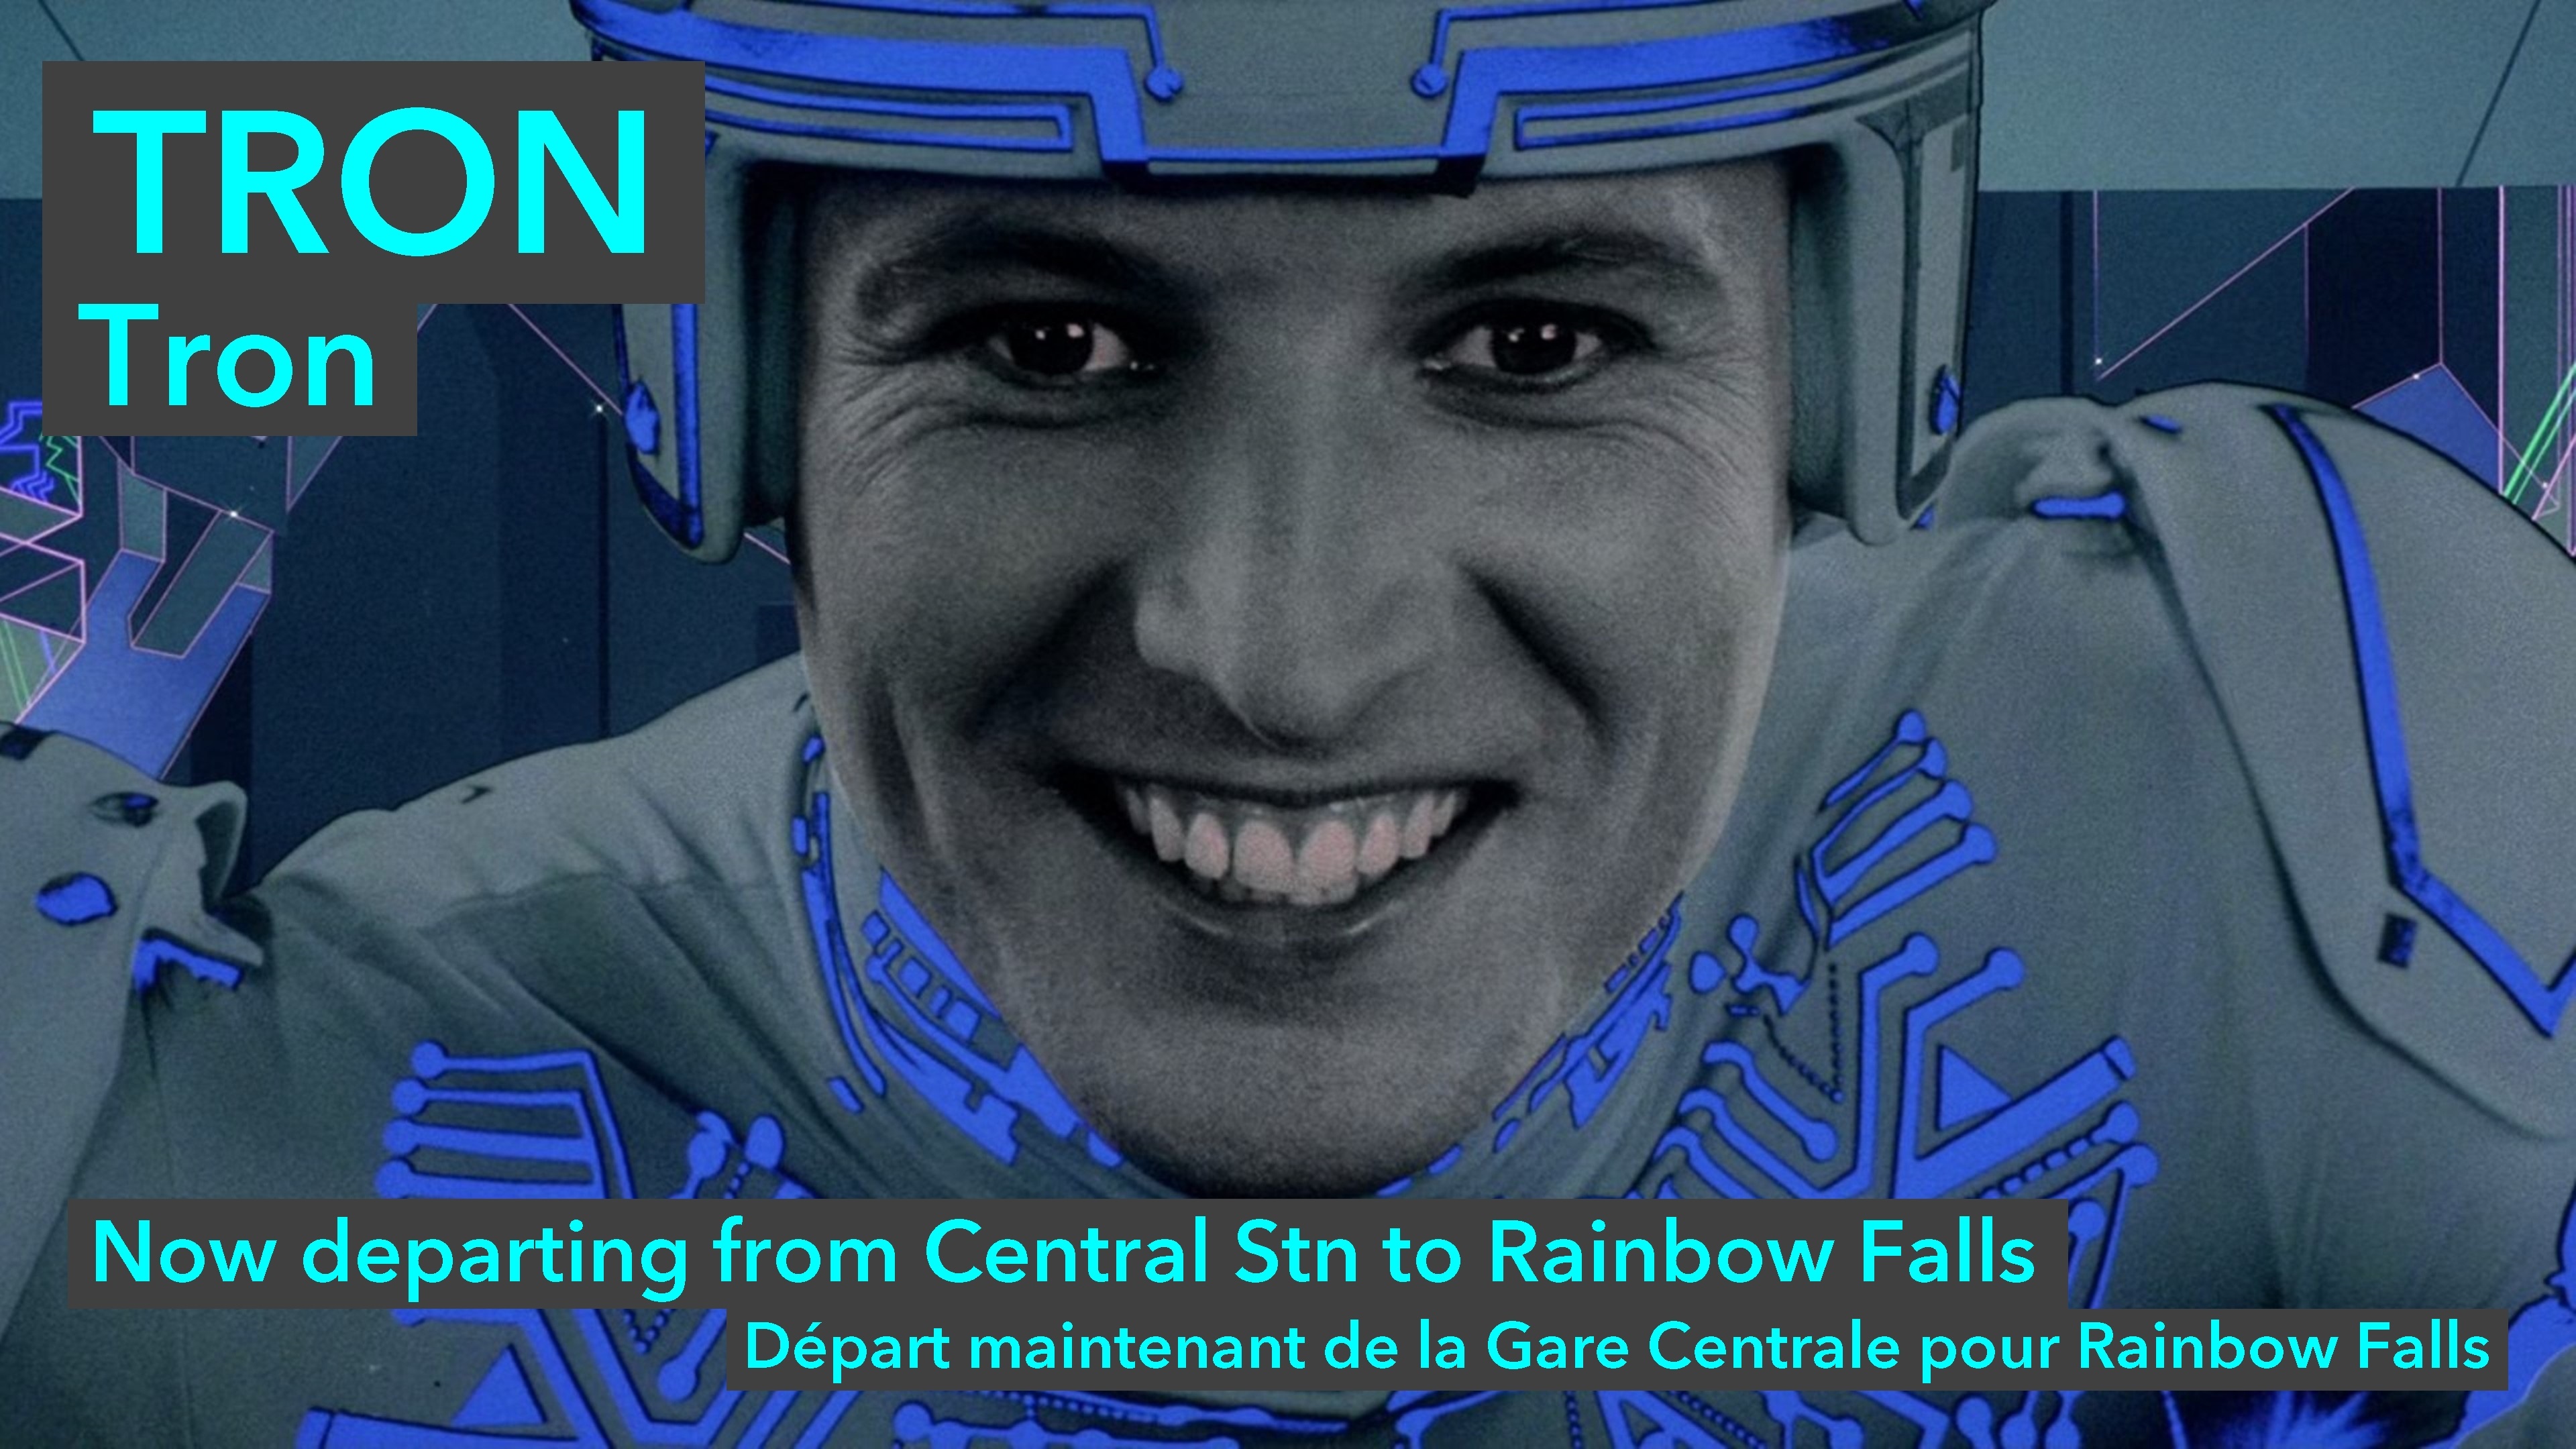 TRON
Tron
Now departing from Central Stn to Rainbow Falls
Départ maintenant de la Gare Centrale pour Rainbow Falls